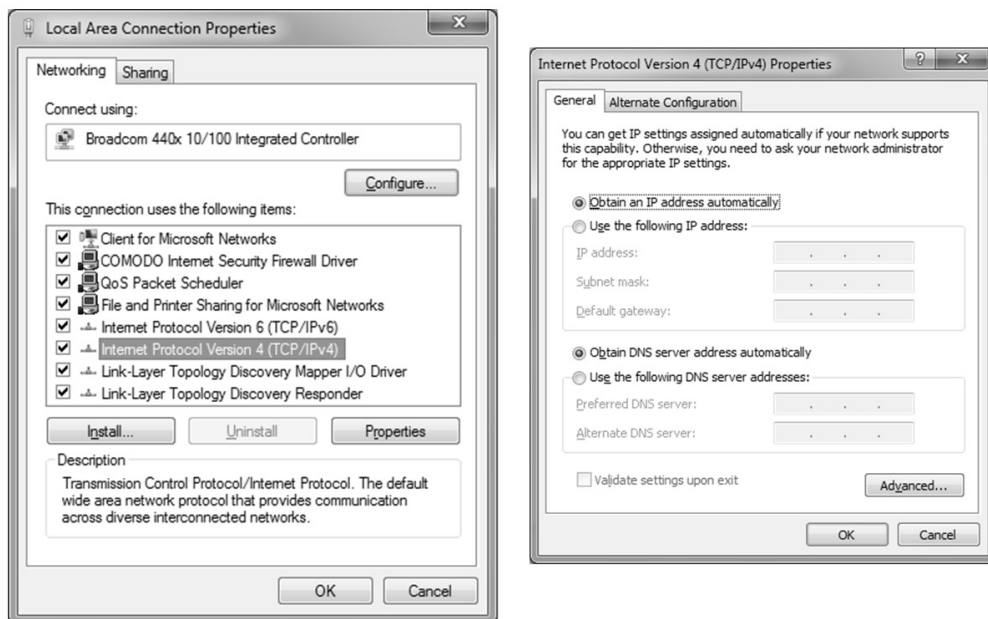 Local Area Connection Properties
Networking
Sharing
Connect using:
Broadcom 440x 10/100 Integrated Controller
Configure...
This connection uses the following items:
Client for Microsoft Networks
COMODO Internet Security Firewall Driver
QoS Packet Scheduler
File and Printer Sharing for Microsoft Networks
Internet Protocol Version 6 (TCP/IPv6)
Internet Protocol Version 4 (TCP/IPv4)
Link-Layer Topology Discovery Mapper I/O Driver
Link-Layer Topology Discovery Responder
Install...
Uninstall
Properties
Description
Transmission Control Protocol/Internet Protocol. The default
wide area network protocol that provides communication
across diverse interconnected networks.
OK
Cancel
Internet Protocol Version 4 (TCP/IPv4) Properties
General
Alternate Configuration
You can get IP settings assigned automatically if your network supports
this capability. Otherwise, you need to ask your network administrator
for the appropriate IP settings.
Obtain an IP address automatically
Use the following IP address:
IP address:
Subnet mask:
Default gateway:
Obtain DNS server address automatically
Use the following DNS server addresses:
Preferred DNS server:
Alternate DNS server:
Validate settings upon exit
Advanced...
OK
Cancel